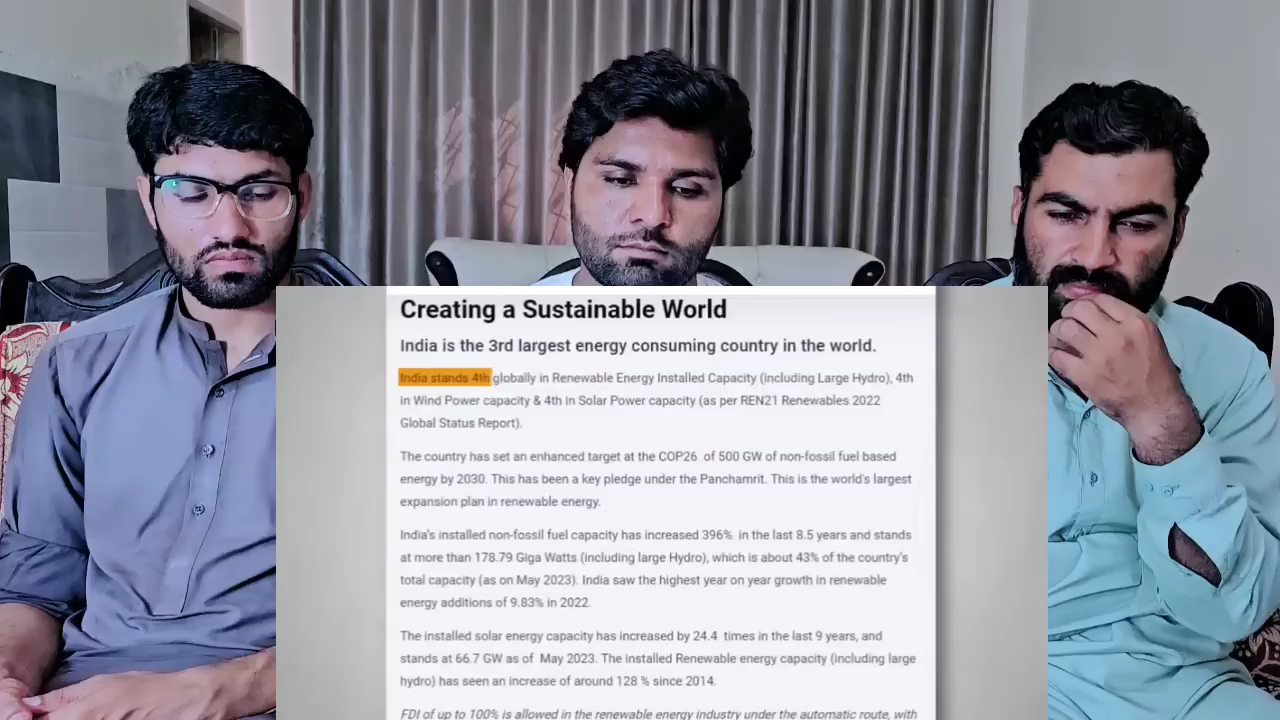 Creating a Sustainable World
India is the 3rd largest energy consuming country in the world.
India stands 4th globally in Renewable Energy Installed Capacity (including Large Hydro), 4th
in Wind Power capacity & 4th in Solar Power capacity (as per REN21 Renewables 2022
Global Status Report).
The country has set an enhanced target at the COP26 of 500 GW of non-fossil fuel based
energy by 2030. This has been a key pledge under the Panchamrit. This is the world's largest
expansion plan in renewable energy.
India's installed non-fossil fuel capacity has increased 396% in the last 8.5 years and stands
at more than 178.79 Giga Watts (including large Hydro), which is about 43% of the country's
total capacity (as on May 2023). India saw the highest year on year growth in renewable
energy additions of 9.83% in 2022.
The installed solar energy capacity has increased by 24.4 times in the last 9 years, and
stands at 66.7 GW as of May 2023. The installed Renewable energy capacity (including large
hydro) has seen an increase of around 128 % since 2014.
FDI of up to 100% is allowed in the renewable energy industry under the automatic route, with